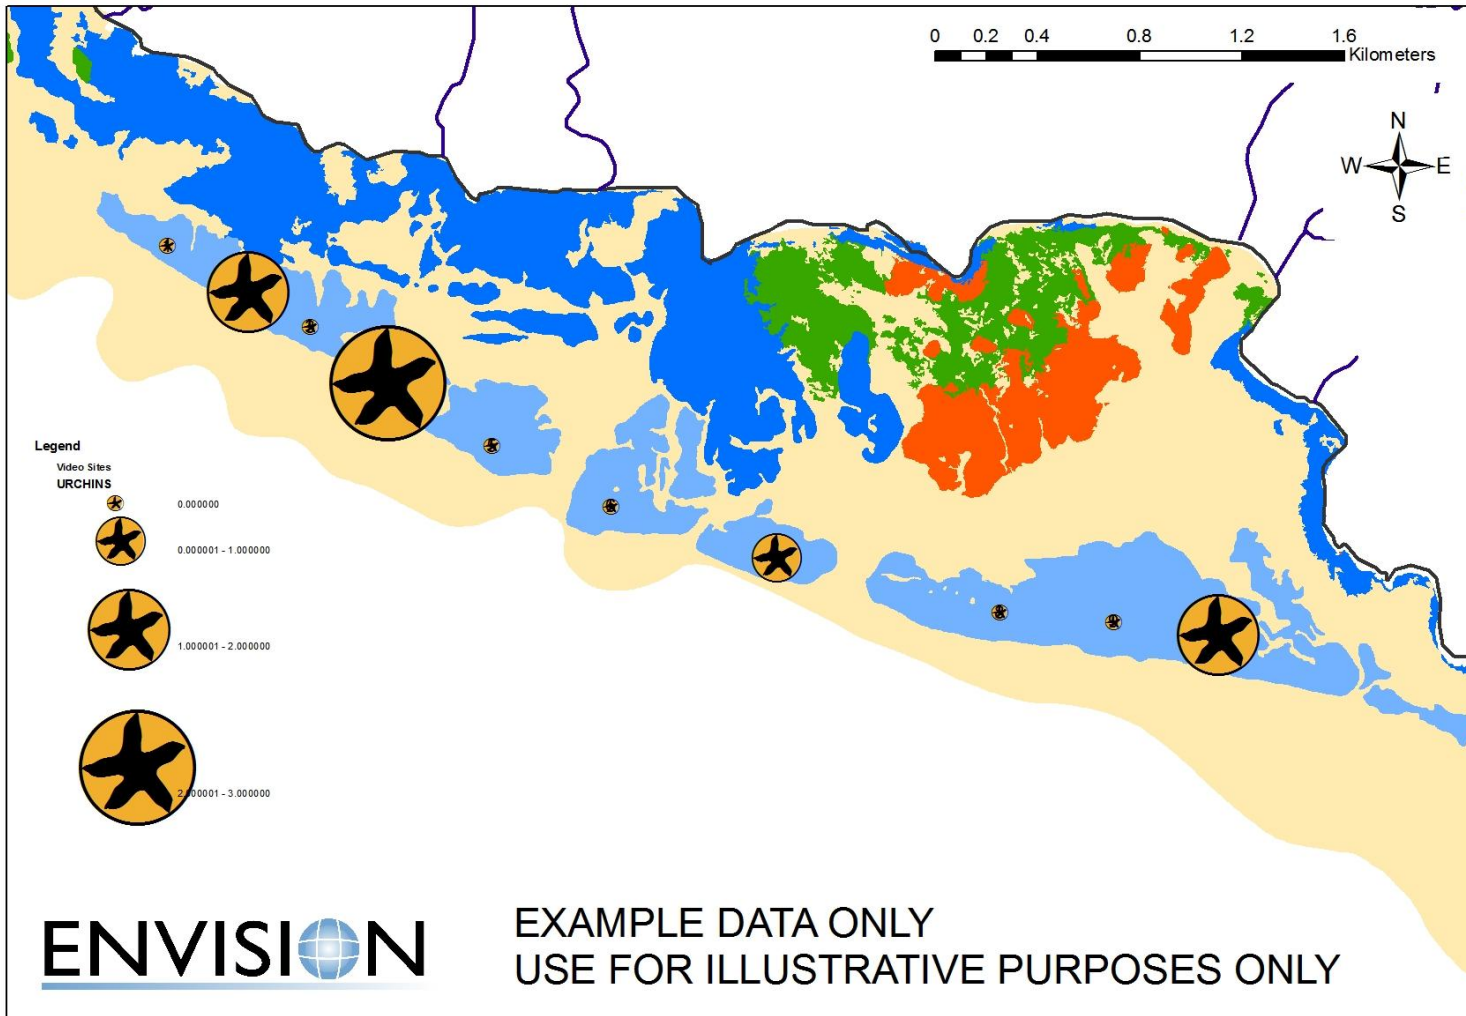 0 0.2 0.4 0.8 1.2 1.6
Kilometers
N
W E
S
Legend
Video Sites
URCHINS
0.000000
0.000001 - 1.000000
1.000001 - 2.000000
2.000001 - 3.000000
ENVISION
EXAMPLE DATA ONLY
USE FOR ILLUSTRATIVE PURPOSES ONLY